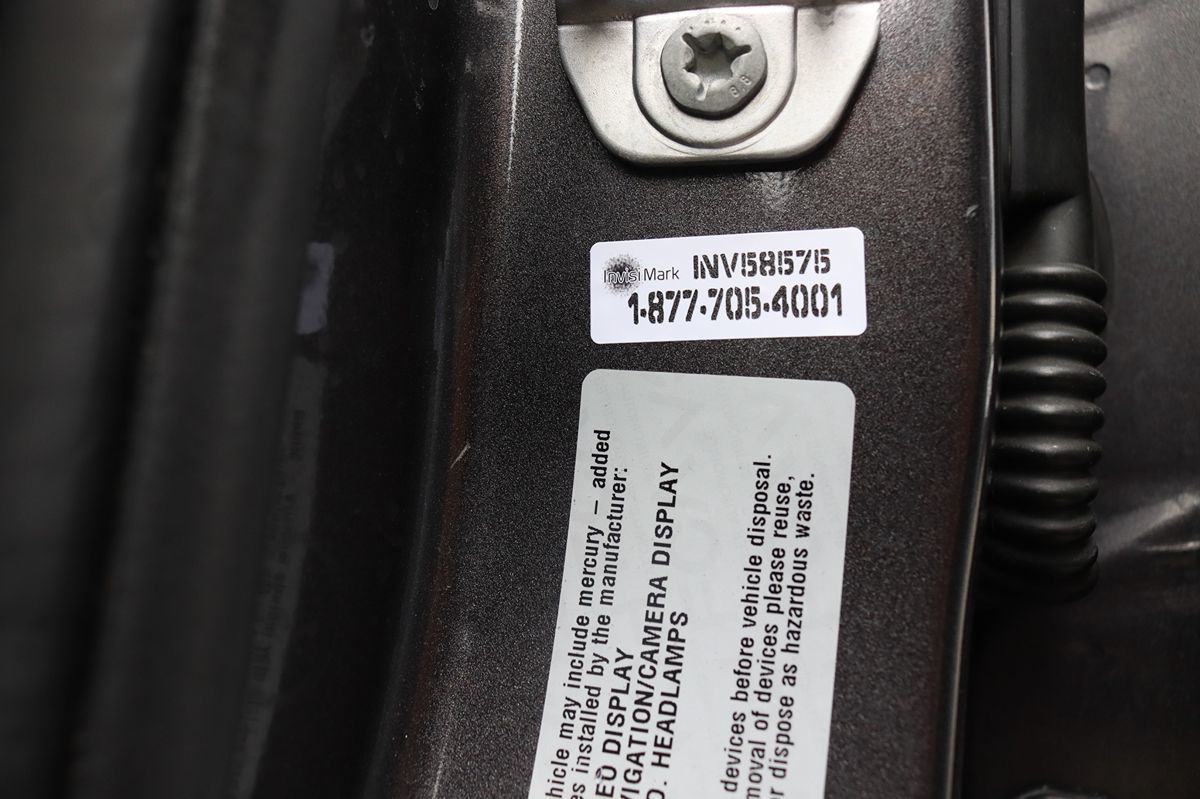 InvisiMark INV58575
1-877-705-4001
hicle may include mercury – added
es installed by the manufacturer:
EO DISPLAY
VIGATION/CAMERA DISPLAY
D. HEADLAMPS
devices before vehicle disposal.
moval of devices please reuse,
r dispose as hazardous waste.